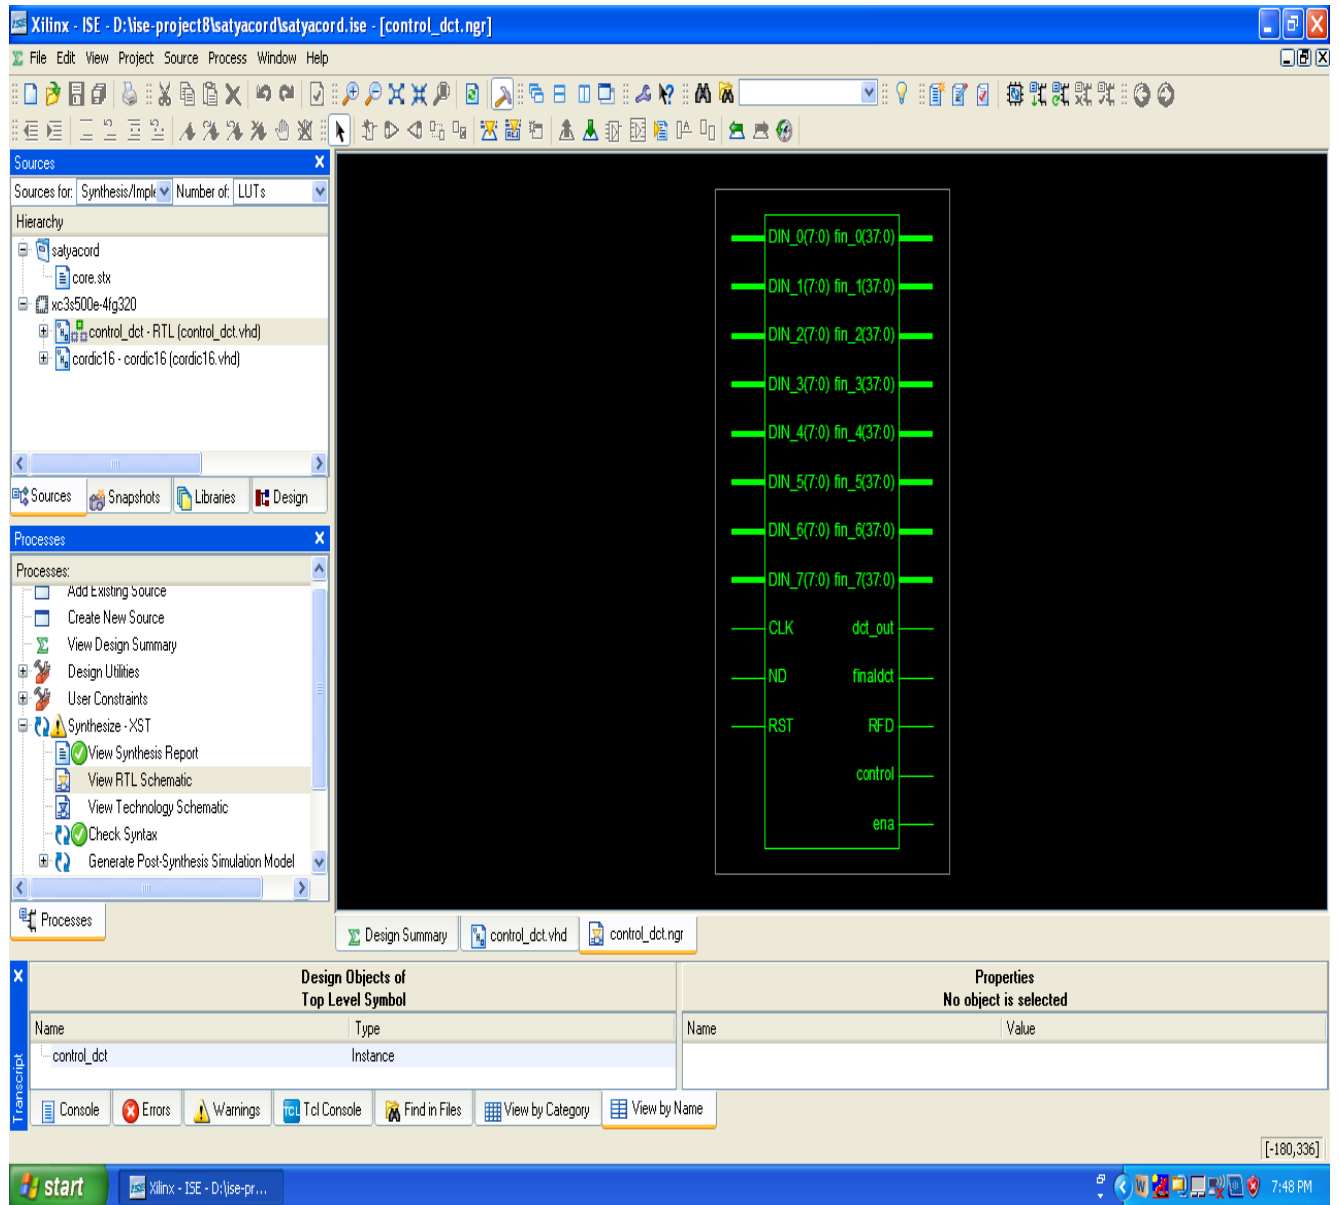 Xilinx - ISE - D:\ise-project8\satyacord\satyacord.ise - [control_dct.ngr]
File Edit View Project Source Process Window Help
Sources
Sources for: Synthesis/Imple Number of: LUTs
Hierarchy
satyacord
core.stx
xc3s500e-4fg320
control_dct - RTL (control_dct.vhd)
cordic16 - cordic16 (cordic16.vhd)
Sources Snapshots Libraries Design
Processes
Processes:
Add Existing Source
Create New Source
View Design Summary
Design Utilities
User Constraints
Synthesize - XST
View Synthesis Report
View RTL Schematic
View Technology Schematic
Check Syntax
Generate Post-Synthesis Simulation Model
Processes
DIN_0(7:0) fin_0(37:0)
DIN_1(7:0) fin_1(37:0)
DIN_2(7:0) fin_2(37:0)
DIN_3(7:0) fin_3(37:0)
DIN_4(7:0) fin_4(37:0)
DIN_5(7:0) fin_5(37:0)
DIN_6(7:0) fin_6(37:0)
DIN_7(7:0) fin_7(37:0)
CLK dct_out
ND finaldct
RST RFD
control
ena
Design Summary control_dct.vhd control_dct.ngr
Transcript
Design Objects of
Top Level Symbol
Properties
No object is selected
Name Type Name Value
control_dct Instance
Console Errors Warnings TCL Tcl Console Find in Files View by Category View by Name
[-180,336]
start ISE Xilinx - ISE - D:\ise-pr... 7:48 PM